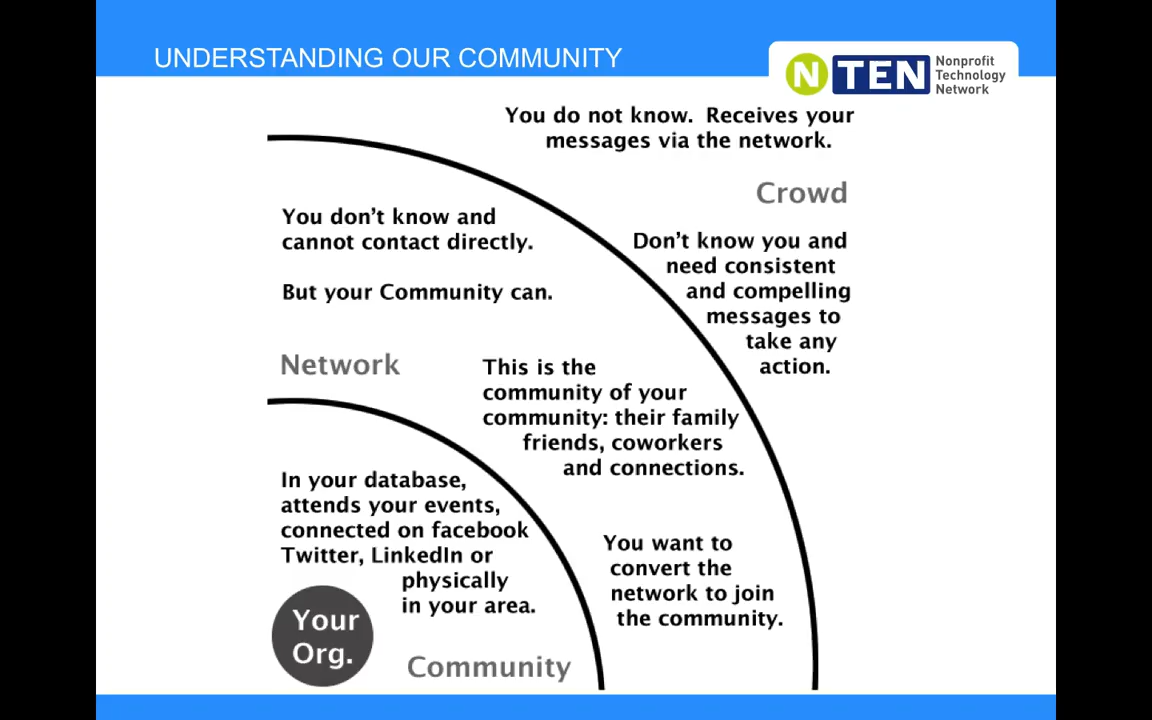 UNDERSTANDING OUR COMMUNITY
N TEN
Nonprofit
Technology
Network
You do not know. Receives your
messages via the network.
Crowd
You don't know and
cannot contact directly.
But your Community can.
Don't know you and
need consistent
and compelling
messages to
take any
action.
Network
This is the
community of your
community: their family
friends, coworkers
and connections.
In your database,
attends your events,
connected on facebook
Twitter, LinkedIn or
physically
in your area.
You want to
convert the
network to join
the community.
Your
Org.
Community